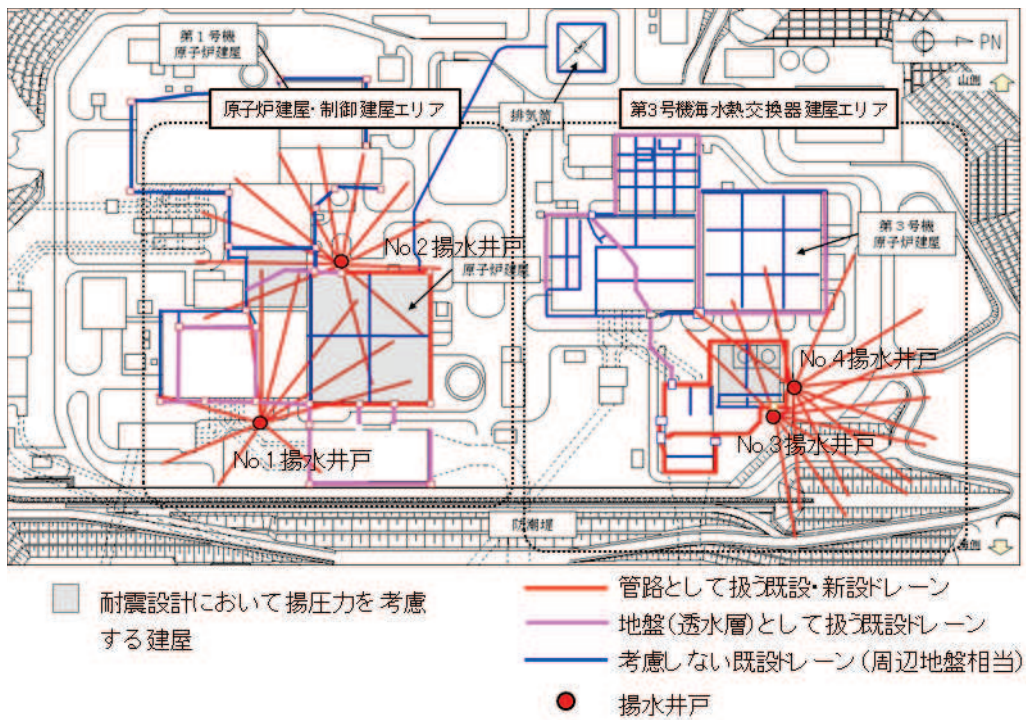 第1号機
原子炉建屋
PN
山側
原子炉建屋・制御建屋エリア
排気筒
第3号機海水熱交換器建屋エリア
第3号機
原子炉建屋
No.2揚水井戸
原子炉建屋
No.4揚水井戸
No.3揚水井戸
No.1揚水井戸
防潮堤
海側
耐震設計において揚圧力を考慮
する建屋
管路として扱う既設・新設ドレーン
地盤(透水層)として扱う既設ドレーン
考慮しない既設ドレーン(周辺地盤相当)
揚水井戸